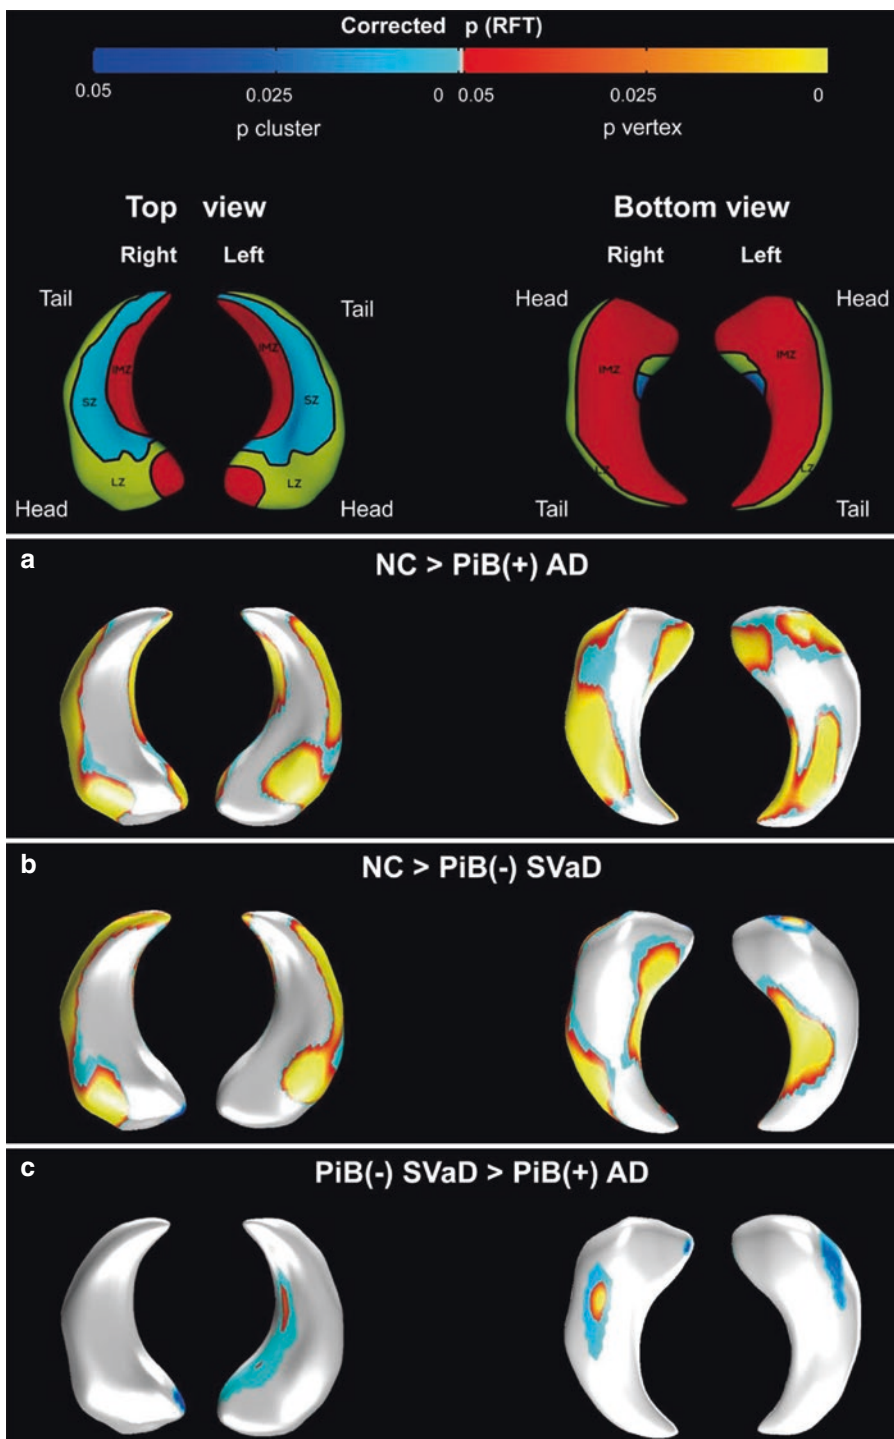 Corrected p (RFT)
0.05 0.025 0 0.05 0.025 0
p cluster p vertex
Top view Bottom view
Right Left Right Left
Tail Tail Head Head
IMZ IMZ IMZ IMZ
SZ SZ
LZ LZ LZ LZ
Head Head Tail Tail
a NC > PiB(+) AD
b NC > PiB(-) SVaD
c PiB(-) SVaD > PiB(+) AD